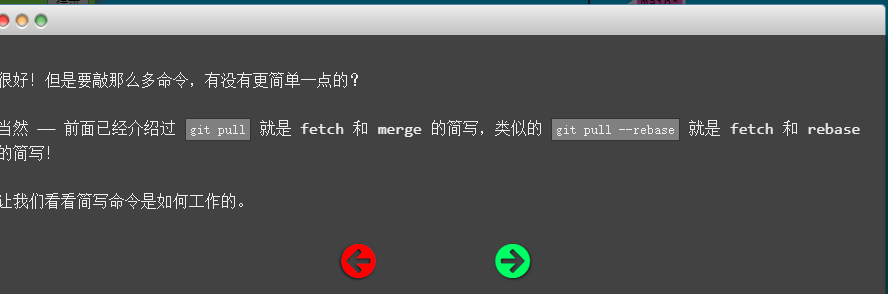 很好！但是要敲那么多命令，有没有更简单一点的？
当然 —— 前面已经介绍过 git pull 就是 fetch 和 merge 的简写，类似的 git pull --rebase 就是 fetch 和 rebase
的简写！
让我们看看简写命令是如何工作的。